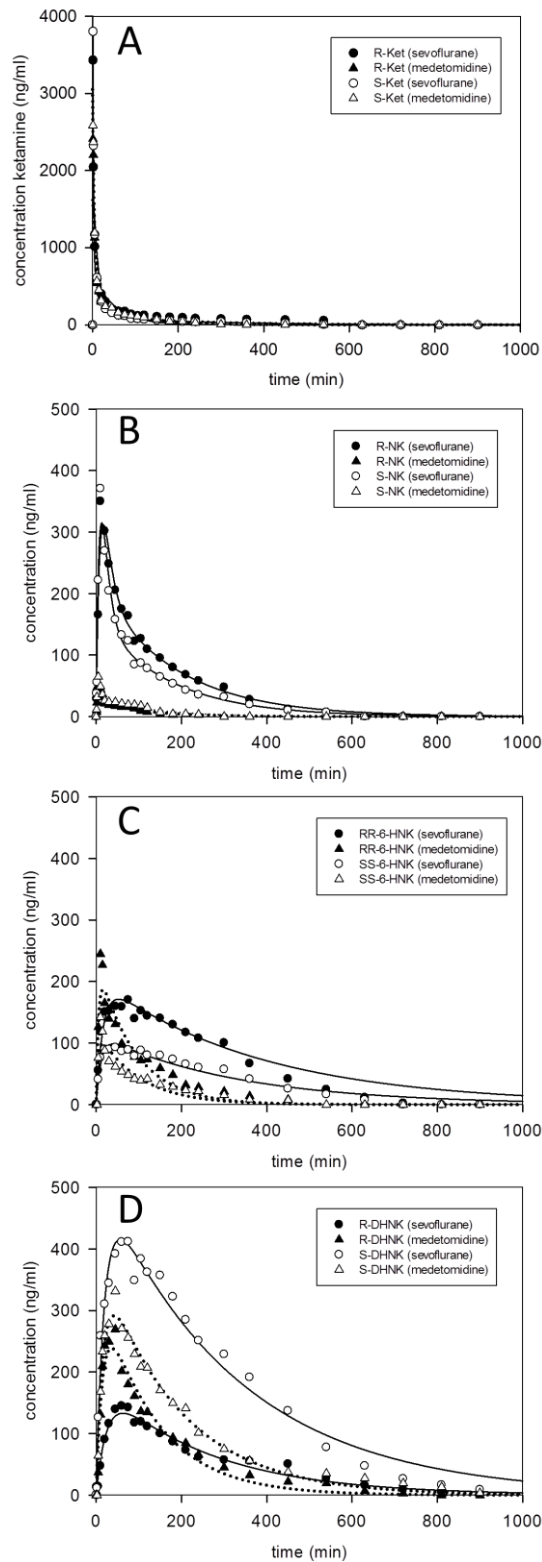 A
R-Ket (sevoflurane)
R-Ket (medetomidine)
S-Ket (sevoflurane)
S-Ket (medetomidine)
concentration ketamine (ng/ml)
4000
3000
2000
1000
0
0 200 400 600 800 1000
time (min)
B
R-NK (sevoflurane)
R-NK (medetomidine)
S-NK (sevoflurane)
S-NK (medetomidine)
concentration (ng/ml)
500
400
300
200
100
0
0 200 400 600 800 1000
time (min)
C
RR-6-HNK (sevoflurane)
RR-6-HNK (medetomidine)
SS-6-HNK (sevoflurane)
SS-6-HNK (medetomidine)
concentration (ng/ml)
500
400
300
200
100
0
0 200 400 600 800 1000
time (min)
D
R-DHNK (sevoflurane)
R-DHNK (medetomidine)
S-DHNK (sevoflurane)
S-DHNK (medetomidine)
concentration (ng/ml)
500
400
300
200
100
0
0 200 400 600 800 1000
time (min)